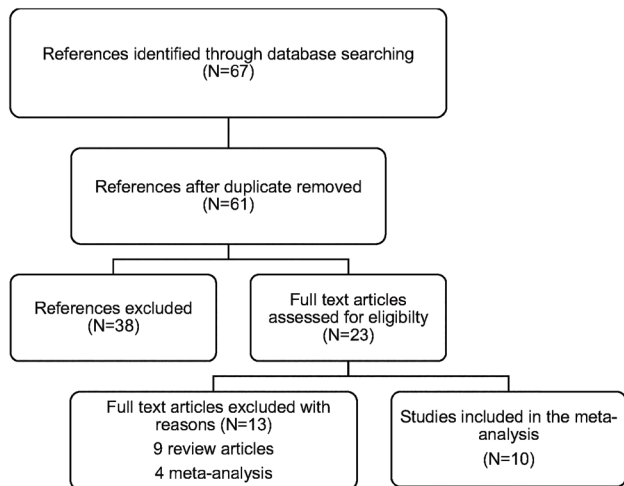 References identified through database searching
(N=67)
References after duplicate removed
(N=61)
References excluded
(N=38)
Full text articles
assessed for eligibilty
(N=23)
Full text articles excluded with
reasons (N=13)
9 review articles
4 meta-analysis
Studies included in the meta-
analysis
(N=10)